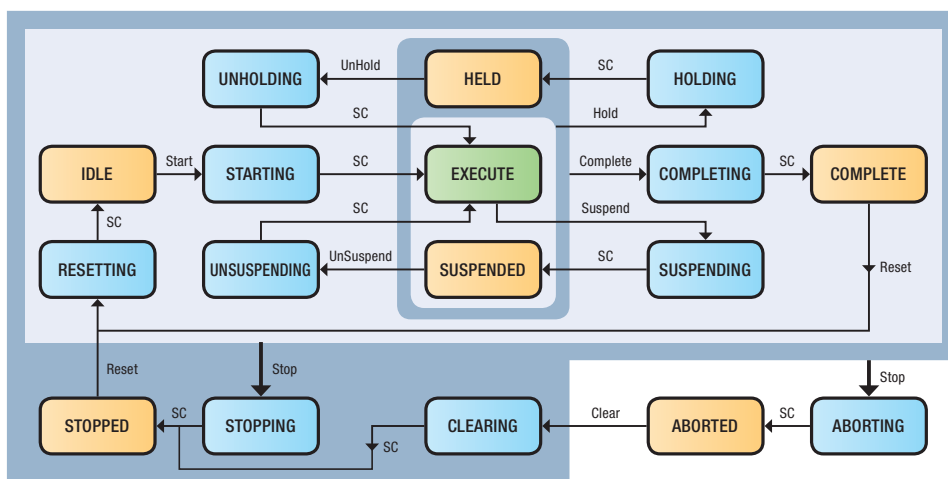 UNHOLDING
UnHold
HELD
SC
HOLDING
SC
Hold
IDLE
Start
STARTING
SC
EXECUTE
Complete
COMPLETING
SC
COMPLETE
SC
SC
Suspend
RESETTING
UNSUSPENDING
UnSuspend
SUSPENDED
SC
SUSPENDING
Reset
Reset
Stop
Stop
STOPPED
SC
STOPPING
SC
CLEARING
Clear
ABORTED
SC
ABORTING